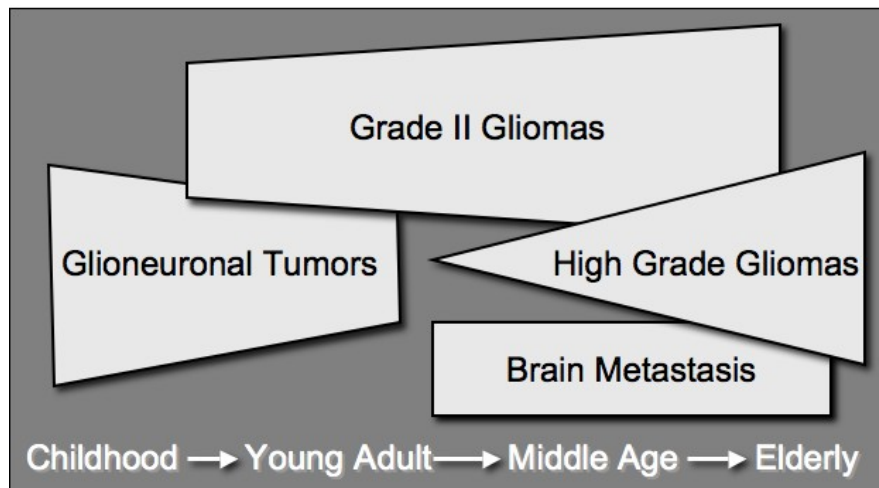 Grade II Gliomas
Glioneuronal Tumors
High Grade Gliomas
Brain Metastasis
Childhood → Young Adult → Middle Age → Elderly